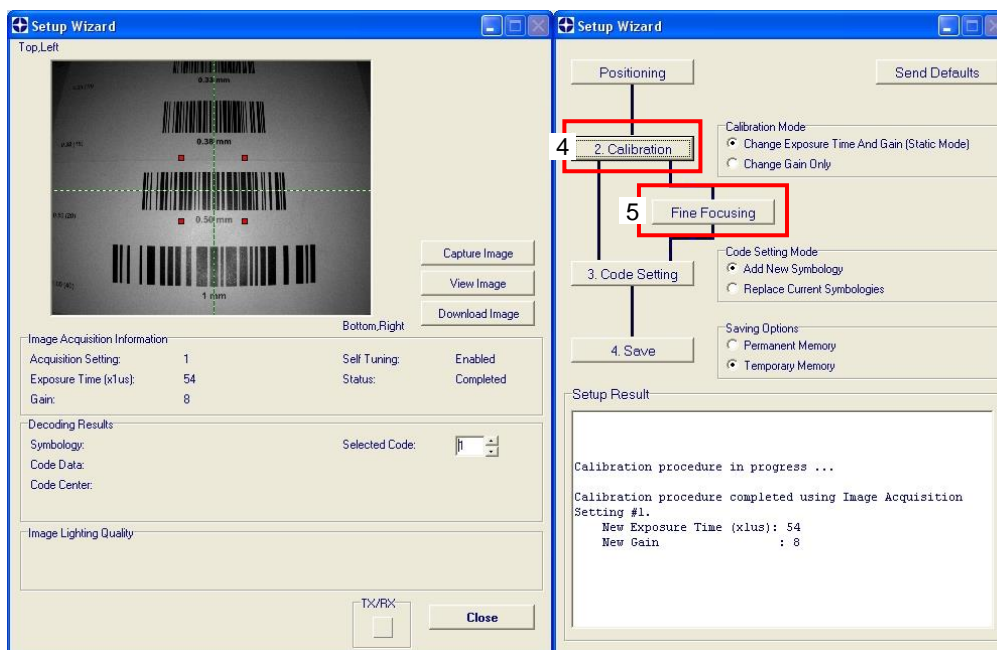 Setup Wizard
Top,Left
0.33 mm
0.38 mm
0.50 mm
1 mm
Capture Image
View Image
Download Image
Bottom,Right
Image Acquisition Information
Acquisition Setting: 1 Self Tuning: Enabled
Exposure Time (x1us): 54 Status: Completed
Gain: 8
Decoding Results
Symbology: Selected Code: 1
Code Data:
Code Center:
Image Lighting Quality
TX/RX
Close
Setup Wizard
Positioning Send Defaults
4 2. Calibration
Calibration Mode
Change Exposure Time And Gain (Static Mode)
Change Gain Only
5 Fine Focusing
3. Code Setting
Code Setting Mode
Add New Symbology
Replace Current Symbologies
4. Save
Saving Options
Permanent Memory
Temporary Memory
Setup Result
Calibration procedure in progress ...
Calibration procedure completed using Image Acquisition
Setting #1.
New Exposure Time (x1us): 54
New Gain : 8